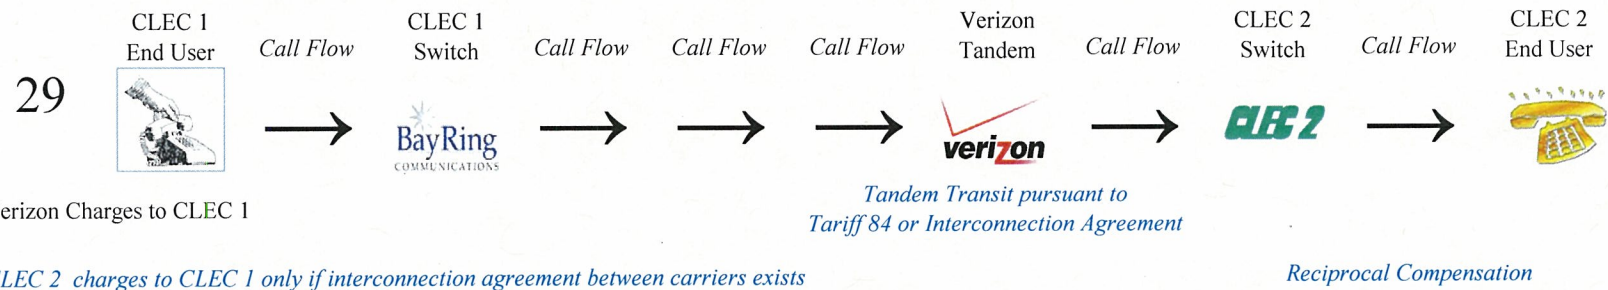 CLEC 1 CLEC 1 Verizon CLEC 2 CLEC 2
End User Call Flow Switch Call Flow Call Flow Call Flow Tandem Call Flow Switch Call Flow End User
29
BayRing
COMMUNICATIONS
verizon
CLEC 2
Tandem Transit pursuant to
erizon Charges to CLEC 1
Tariff 84 or Interconnection Agreement
LEC 2 charges to CLEC 1 only if interconnection agreement between carriers exists Reciprocal Compensation